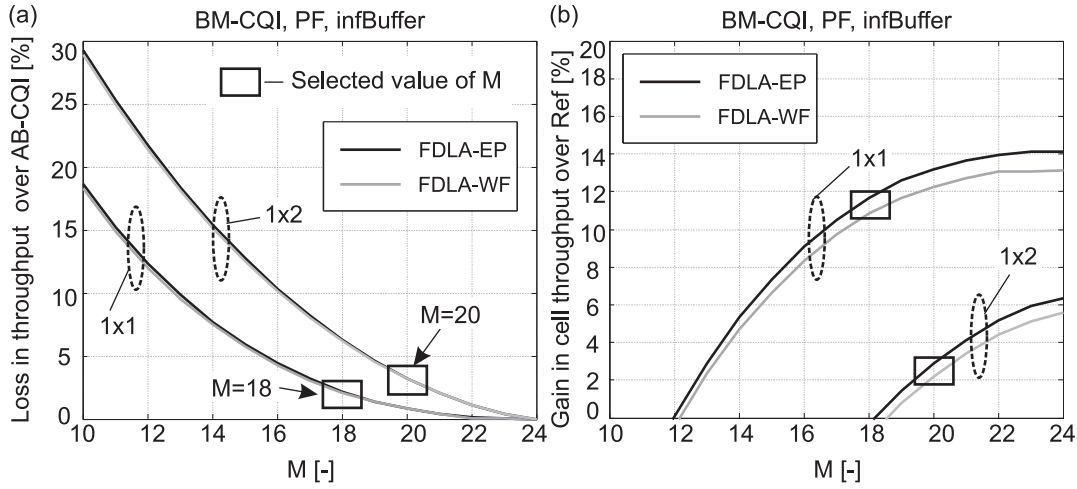 (a)
BM-CQI, PF, infBuffer
Loss in throughput over AB-CQI [%]
30
25
20
15
10
5
0
Selected value of M
FDLA-EP
FDLA-WF
1x2
1x1
M=20
M=18
10 12 14 16 18 20 22 24
M [-]
(b)
BM-CQI, PF, infBuffer
Gain in cell throughput over Ref [%]
20
18
16
14
12
10
8
6
4
2
0
FDLA-EP
FDLA-WF
1x1
1x2
10 12 14 16 18 20 22 24
M [-]